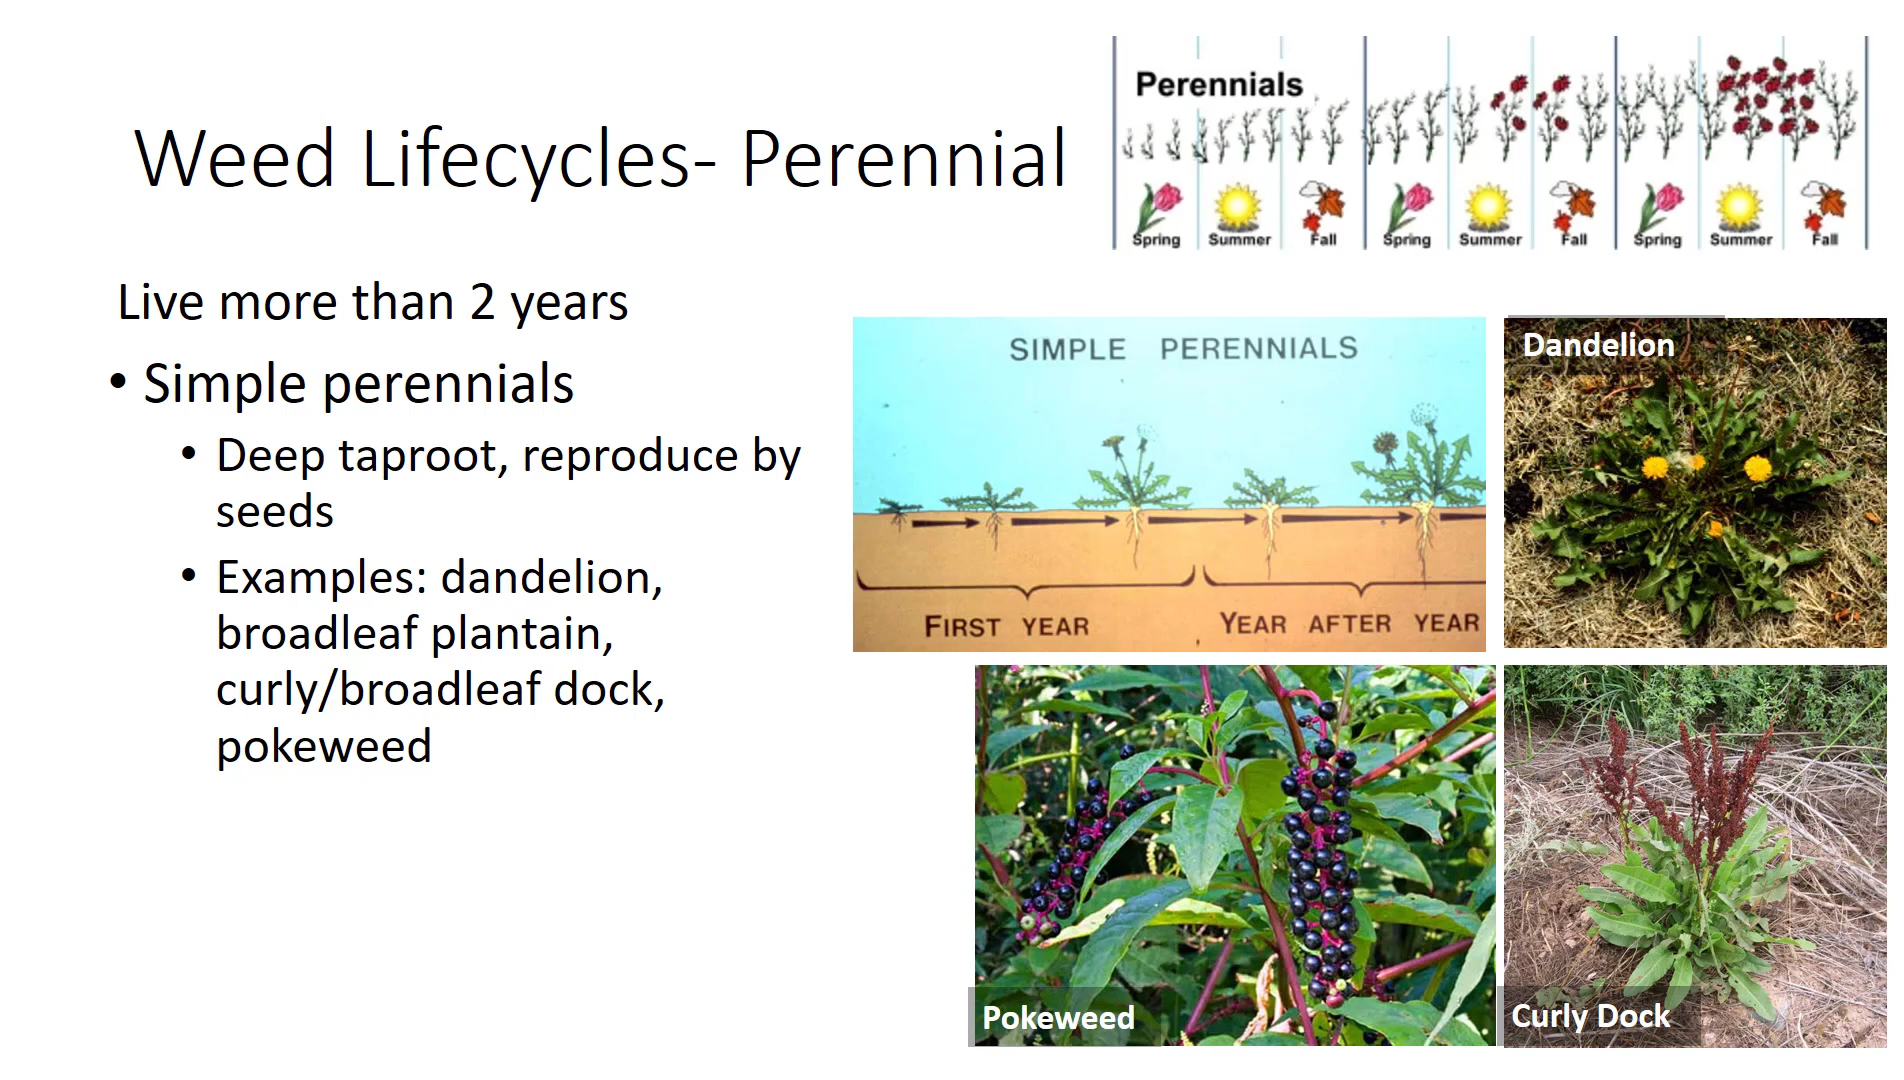 Weed Lifecycles- Perennial
Perennials
Spring Summer Fall Spring Summer Fall Spring Summer Fall
Live more than 2 years
• Simple perennials
• Deep taproot, reproduce by
seeds
• Examples: dandelion,
broadleaf plantain,
curly/broadleaf dock,
pokeweed
SIMPLE PERENNIALS
FIRST YEAR
YEAR AFTER YEAR
Dandelion
Pokeweed
Curly Dock